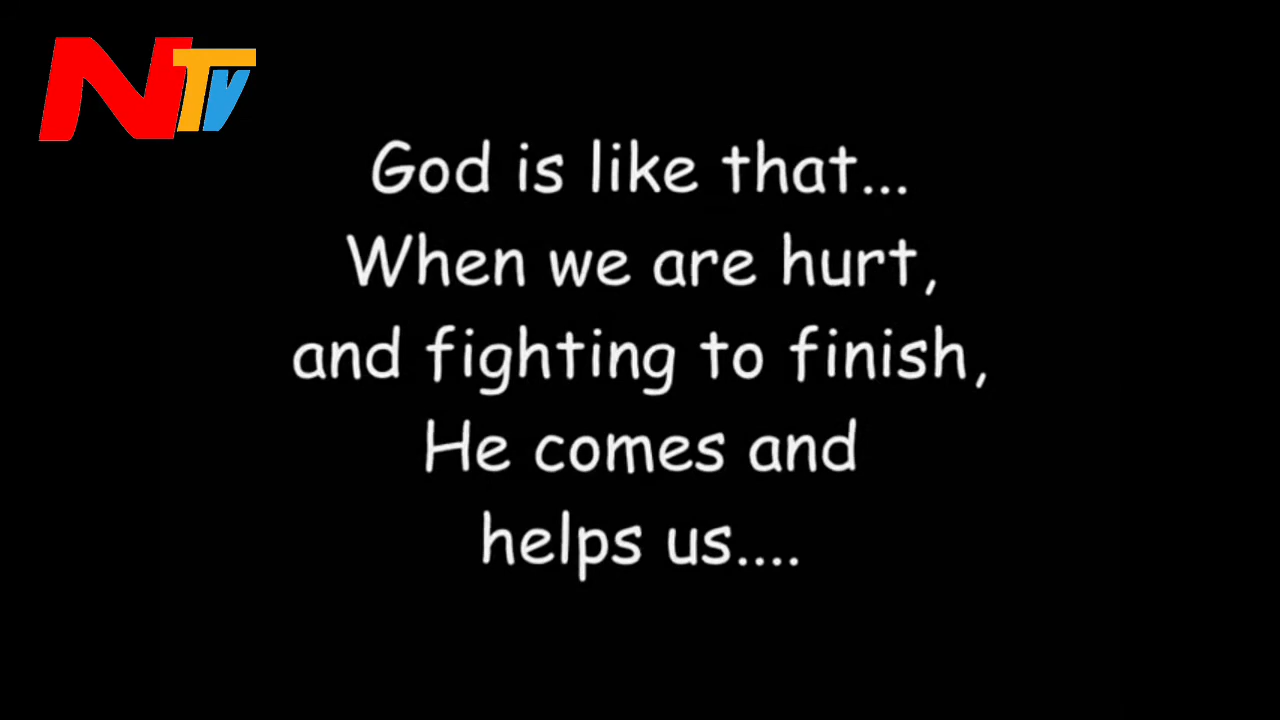 NTV
God is like that...
When we are hurt,
and fighting to finish,
He comes and
helps us....